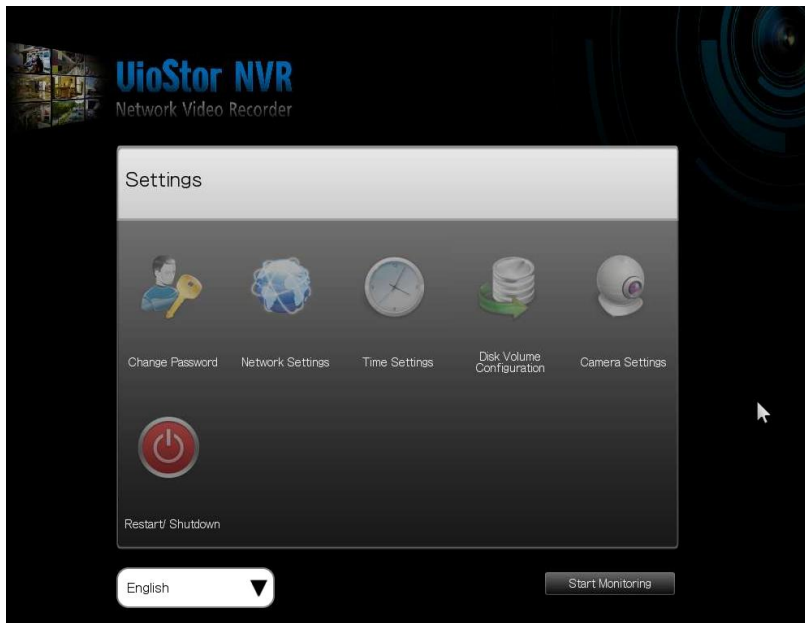 VioStor NVR
Network Video Recorder
Settings
Change Password
Network Settings
Time Settings
Disk Volume
Configuration
Camera Settings
Restart/ Shutdown
English
Start Monitoring